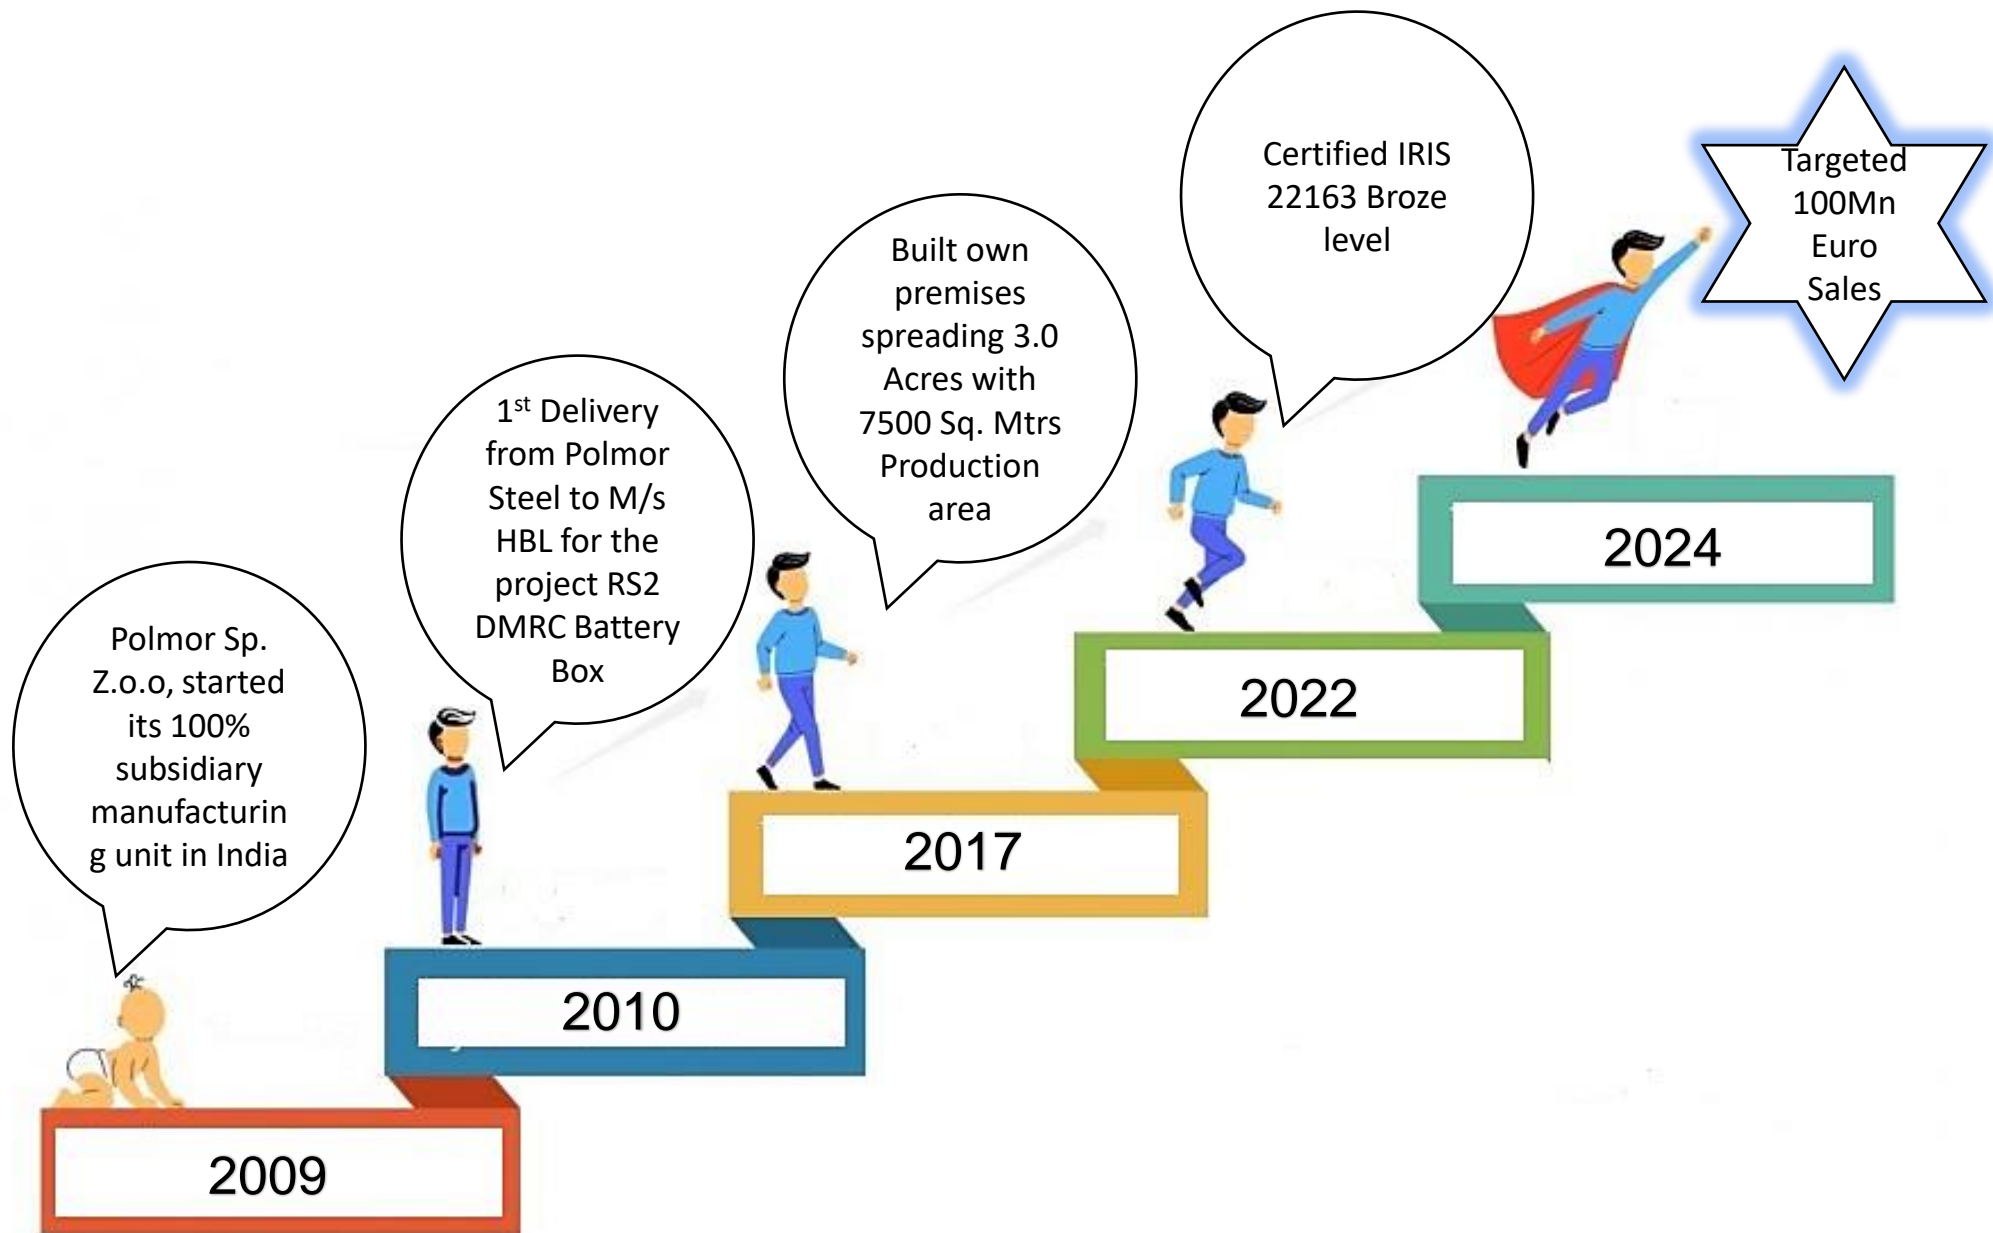 Polmor Sp.
Z.o.o, started
its 100%
subsidiary
manufacturin
g unit in India
2009
1st Delivery
from Polmor
Steel to M/s
HBL for the
project RS2
DMRC Battery
Box
2010
Built own
premises
spreading 3.0
Acres with
7500 Sq. Mtrs
Production
area
2017
Certified IRIS
22163 Broze
level
2022
Targeted
100Mn
Euro
Sales
2024